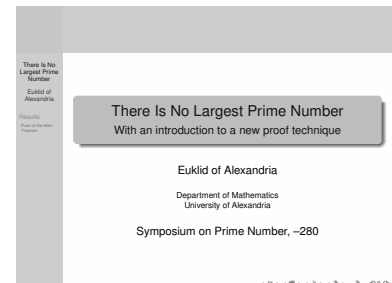 There Is No
Largest Prime
Number
Euklid of
Alexandria
Results
Proof of the Main
Theorem
There Is No Largest Prime Number
With an introduction to a new proof technique
Euklid of Alexandria
Department of Mathematics
University of Alexandria
Symposium on Prime Number, –280